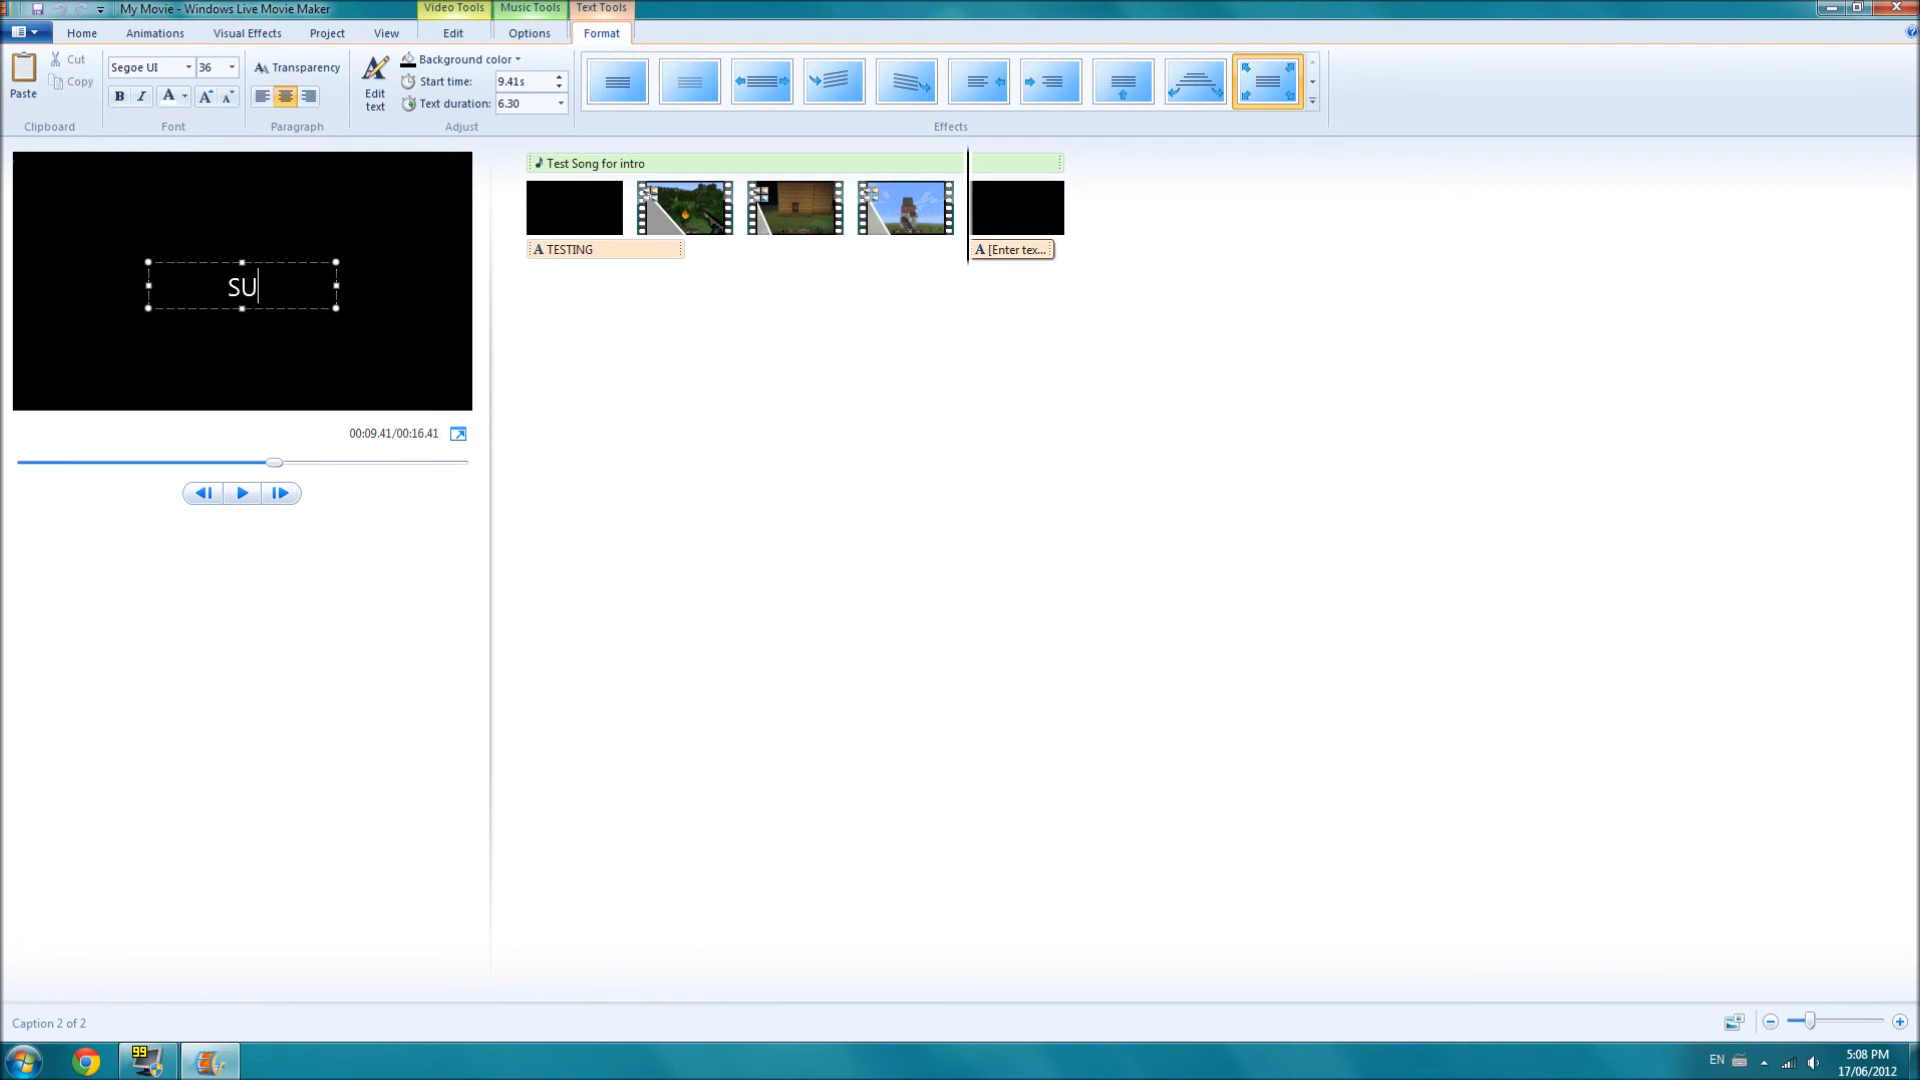 My Movie - Windows Live Movie Maker
Video Tools
Music Tools
Text Tools
Home
Animations
Visual Effects
Project
View
Edit
Options
Format
Paste
Cut
Copy
Clipboard
Segoe UI
36
B
I
A
A
A
Font
Transparency
Paragraph
Edit
text
Background color
Start time:
9.41s
Text duration:
6.30
Adjust
Effects
Test Song for intro
A TESTING
A [Enter tex...
SU
00:09.41/00:16.41
Caption 2 of 2
99
EN
5:08 PM
17/06/2012